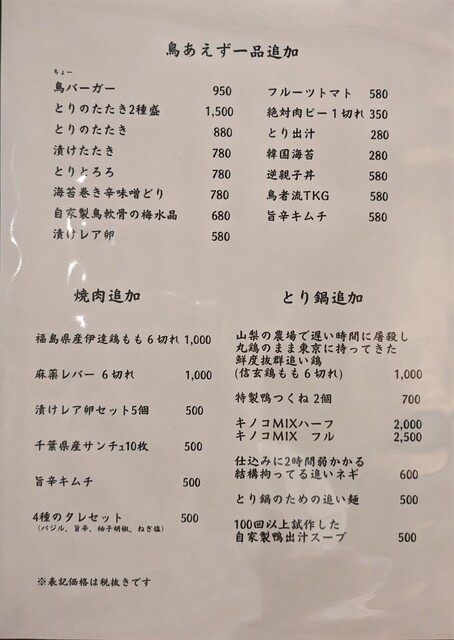 鳥あえず一品追加
ちょー
鳥バーガー 950
とりのたたき2種盛 1,500
とりのたたき 880
漬けたたき 780
とりとろろ 780
海苔巻き辛味噌どり 780
自家製鳥軟骨の梅水晶 680
漬けレア卵 580
フルーツトマト 580
絶対肉ビー１切れ 350
とり出汁 280
韓国海苔 280
逆親子丼 580
鳥者流TKG 580
旨辛キムチ 580
焼肉追加
福島県産伊達鶏もも６切れ 1,000
麻薬レバー ６切れ 1,000
漬けレア卵セット5個 500
千葉県産サンチュ10枚 500
旨辛キムチ 500
4種のタレセット 500
（バジル、旨辛、柚子胡椒、ねぎ塩）
とり鍋追加
山梨の農場で遅い時間に屠殺し
丸鶏のまま東京に持ってきた
鮮度抜群追い鶏
(信玄鶏もも６切れ) 1,000
特製鴨つくね 2個 700
キノコMIXハーフ 2,000
キノコMIX フル 2,500
仕込みに2時間弱かかる
結構拘ってる追いネギ 600
とり鍋のための追い麺 500
100回以上試作した
自家製鴨出汁スープ 500
※表記価格は税抜きです